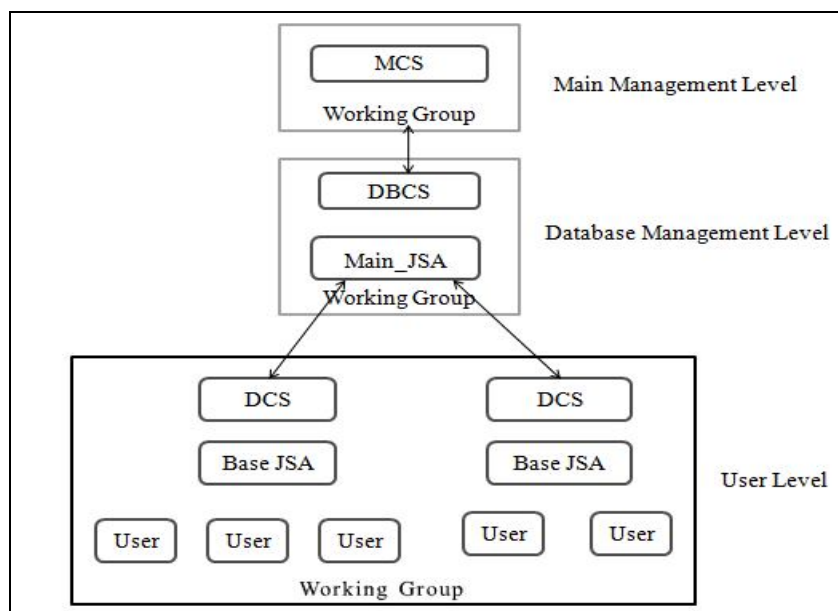 MCS
Main Management Level
Working Group
DBCS
Database Management Level
Main_JSA
Working Group
DCS
DCS
Base JSA
Base JSA
User Level
User
User
User
User
User
Working Group